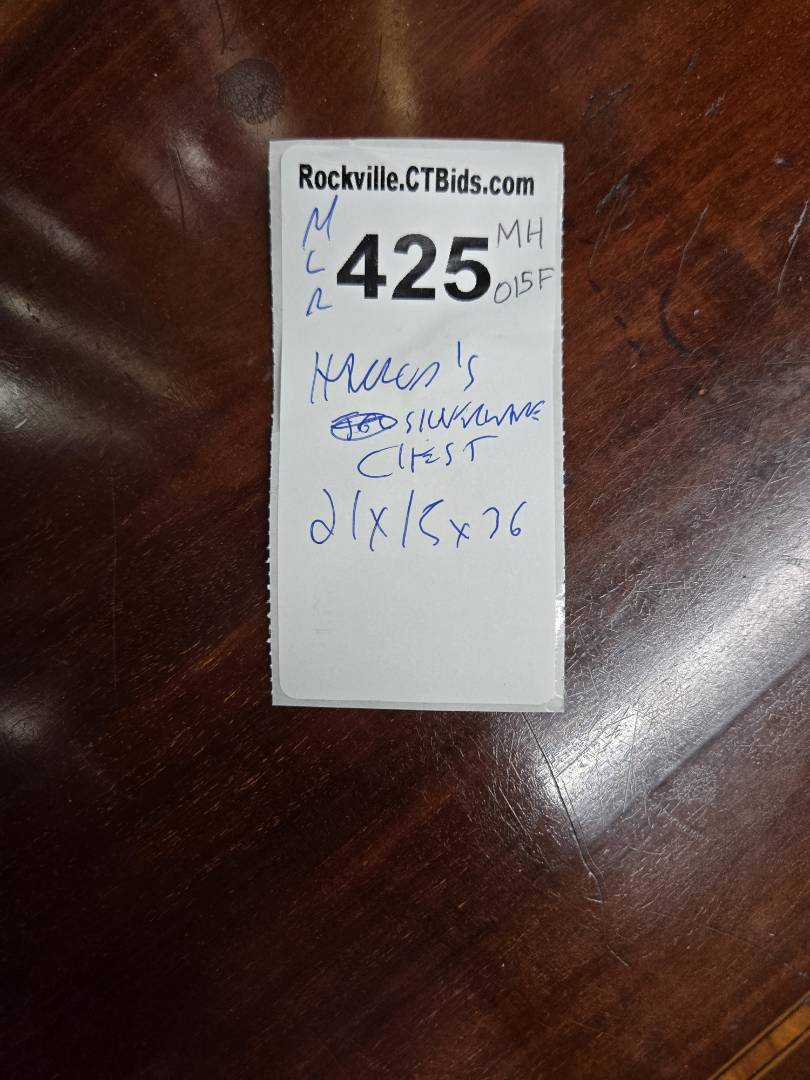 Rockville.CTBids.com
M
C
R
425
MH
015F
SILVERWARE
CHEST
21x15x36